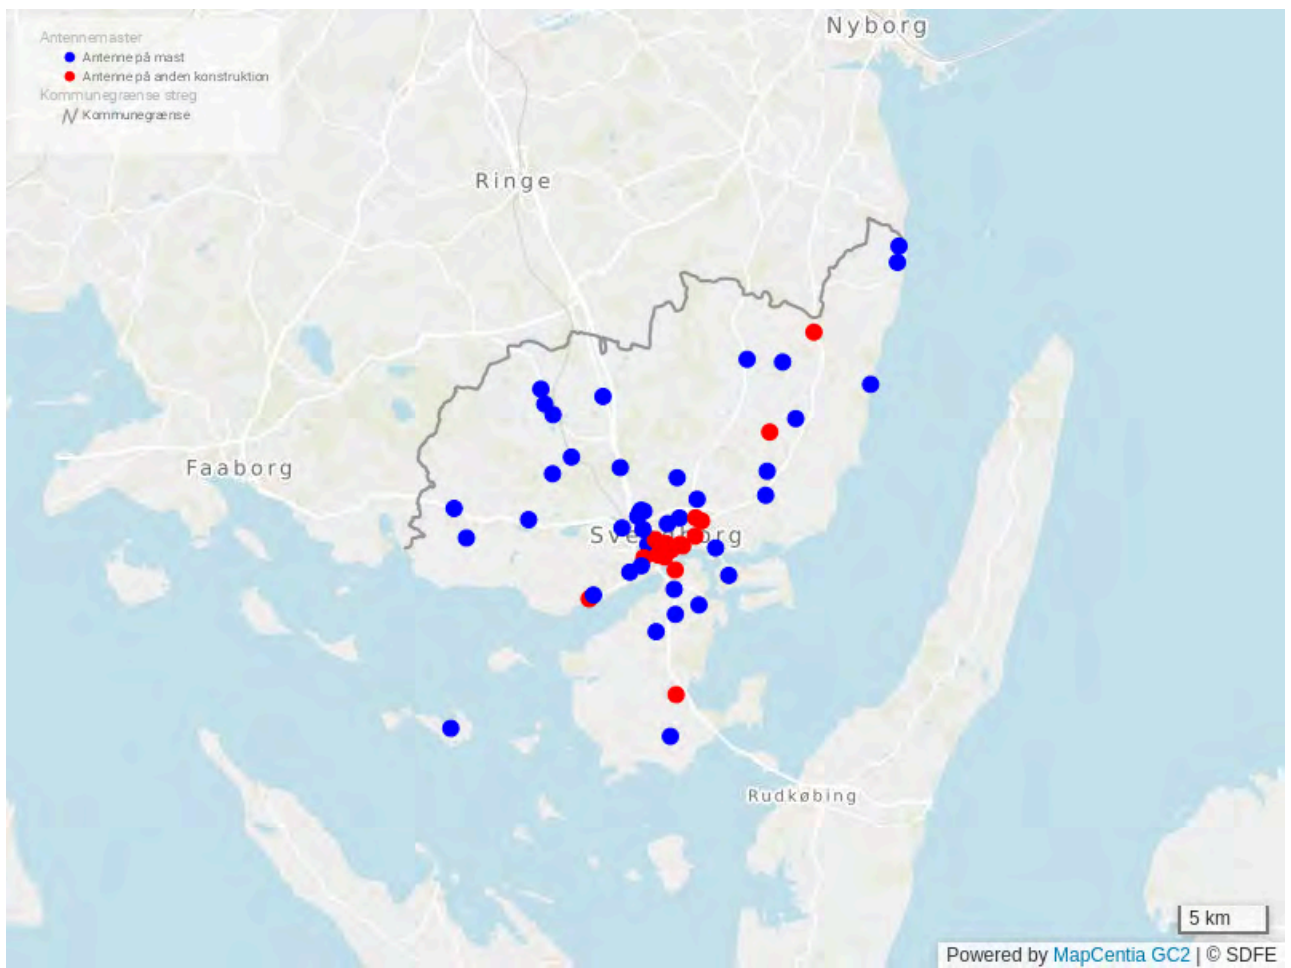 Antennemaster
Antenne på mast
Antenne på anden konstruktion
Kommunegrænse streg
Kommunegrænse
Nyborg
Ringe
Faaborg
Svendborg
Rudkøbing
5 km
Powered by MapCentia GC2 | © SDFE